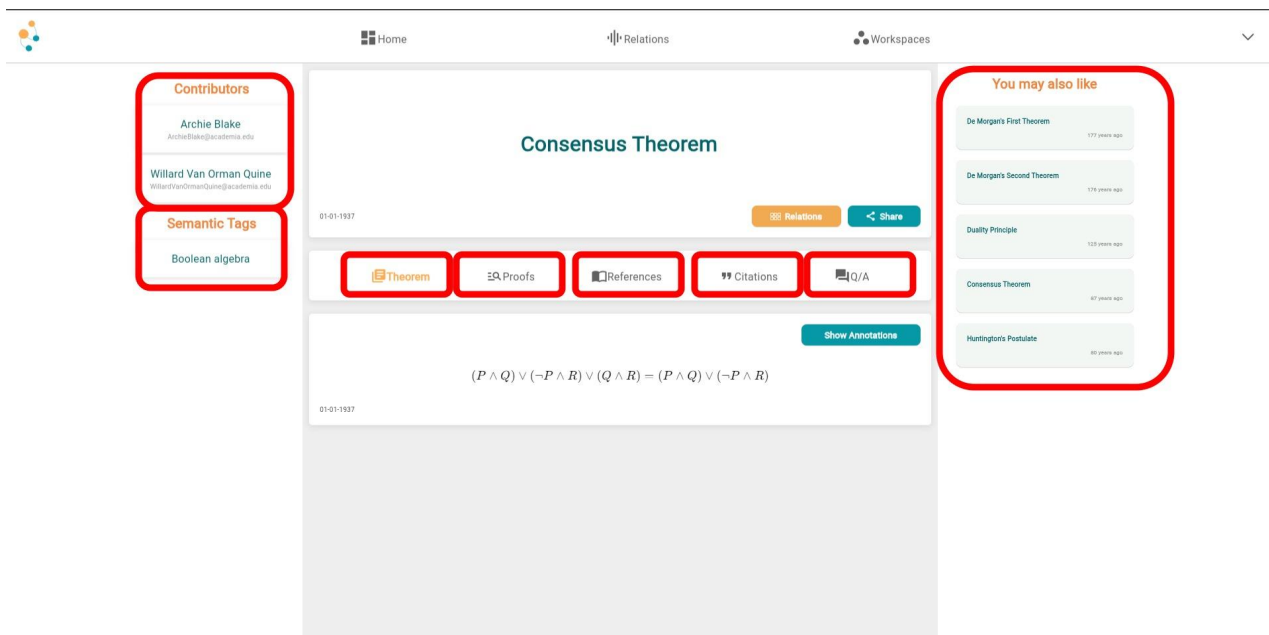 Home
Relations
Workspaces
Contributors
Archie Blake
ArchieBlake@academia.edu
Willard Van Orman Quine
WillardVanOrmanQuine@academia.edu
Semantic Tags
Boolean algebra
Consensus Theorem
01-01-1937
Relations
Share
Theorem
Proofs
References
Citations
Q/A
Show Annotations
(P ∧ Q) ∨ (¬P ∧ R) ∨ (Q ∧ R) = (P ∧ Q) ∨ (¬P ∧ R)
01-01-1937
You may also like
De Morgan's First Theorem
177 years ago
De Morgan's Second Theorem
176 years ago
Duality Principle
125 years ago
Consensus Theorem
87 years ago
Huntington's Postulate
80 years ago